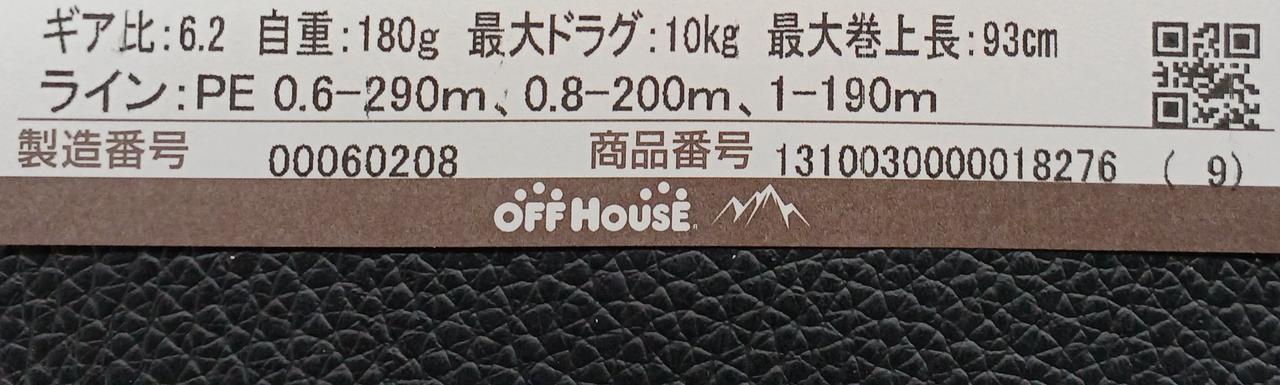 ギア比:6.2 自重:180g 最大ドラグ:10kg 最大巻上長:93cm
ライン:PE 0.6-290m、0.8-200m、1-190m
製造番号 00060208 商品番号 1310030000018276 ( 9)
OFF HOUSE